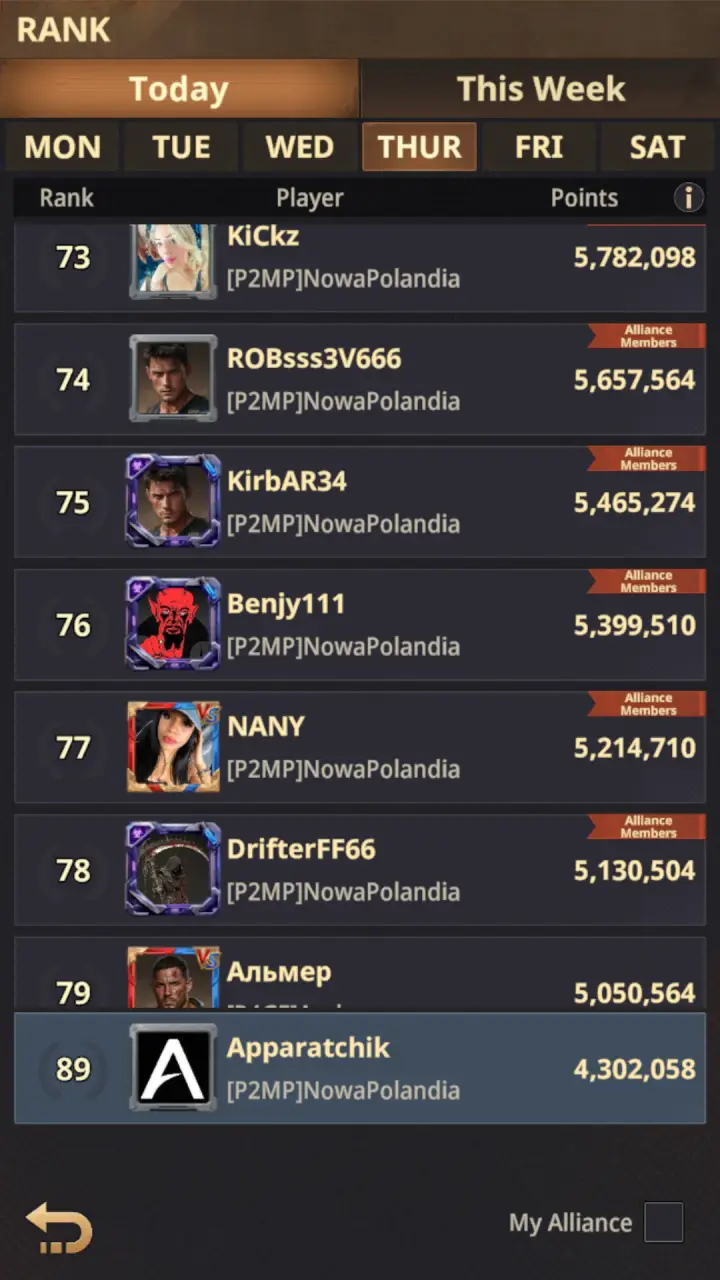 RANK
Today This Week
MON TUE WED THUR FRI SAT
Rank Player Points i
73 KiCkz 5,782,098
[P2MP]NowaPolandia
Alliance Members
74 ROBsss3V666 5,657,564
[P2MP]NowaPolandia
Alliance Members
75 KirbAR34 5,465,274
[P2MP]NowaPolandia
Alliance Members
76 Benjy111 5,399,510
[P2MP]NowaPolandia
Alliance Members
77 VS NANY 5,214,710
[P2MP]NowaPolandia
Alliance Members
78 DrifterFF66 5,130,504
[P2MP]NowaPolandia
79 VS Альмер 5,050,564
89 A Apparatchik 4,302,058
[P2MP]NowaPolandia
My Alliance